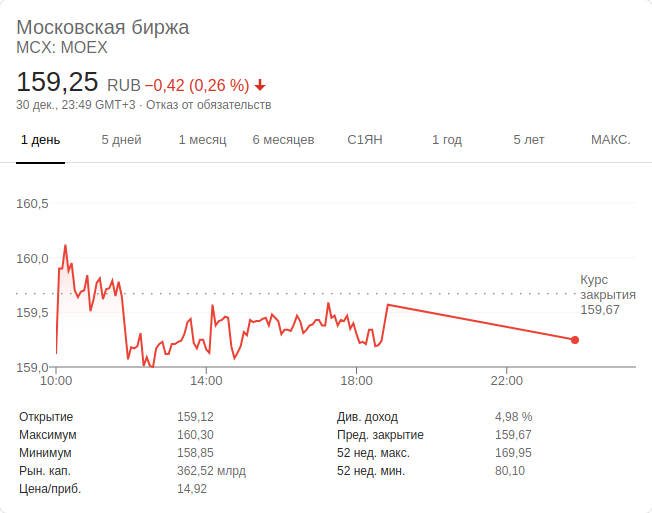 Московская биржа
MCX: MOEX
159,25 RUB −0,42 (0,26 %)
30 дек., 23:49 GMT+3 · Отказ от обязательств
1 день 5 дней 1 месяц 6 месяцев С1ЯН 1 год 5 лет МАКС.
160,5
160,0
Курс
закрытия
159,67
159,5
159,0
10:00 14:00 18:00 22:00
Открытие 159,12 Див. доход 4,98 %
Максимум 160,30 Пред. закрытие 159,67
Минимум 158,85 52 нед. макс. 169,95
Рын. кап. 362,52 млрд 52 нед. мин. 80,10
Цена/приб. 14,92